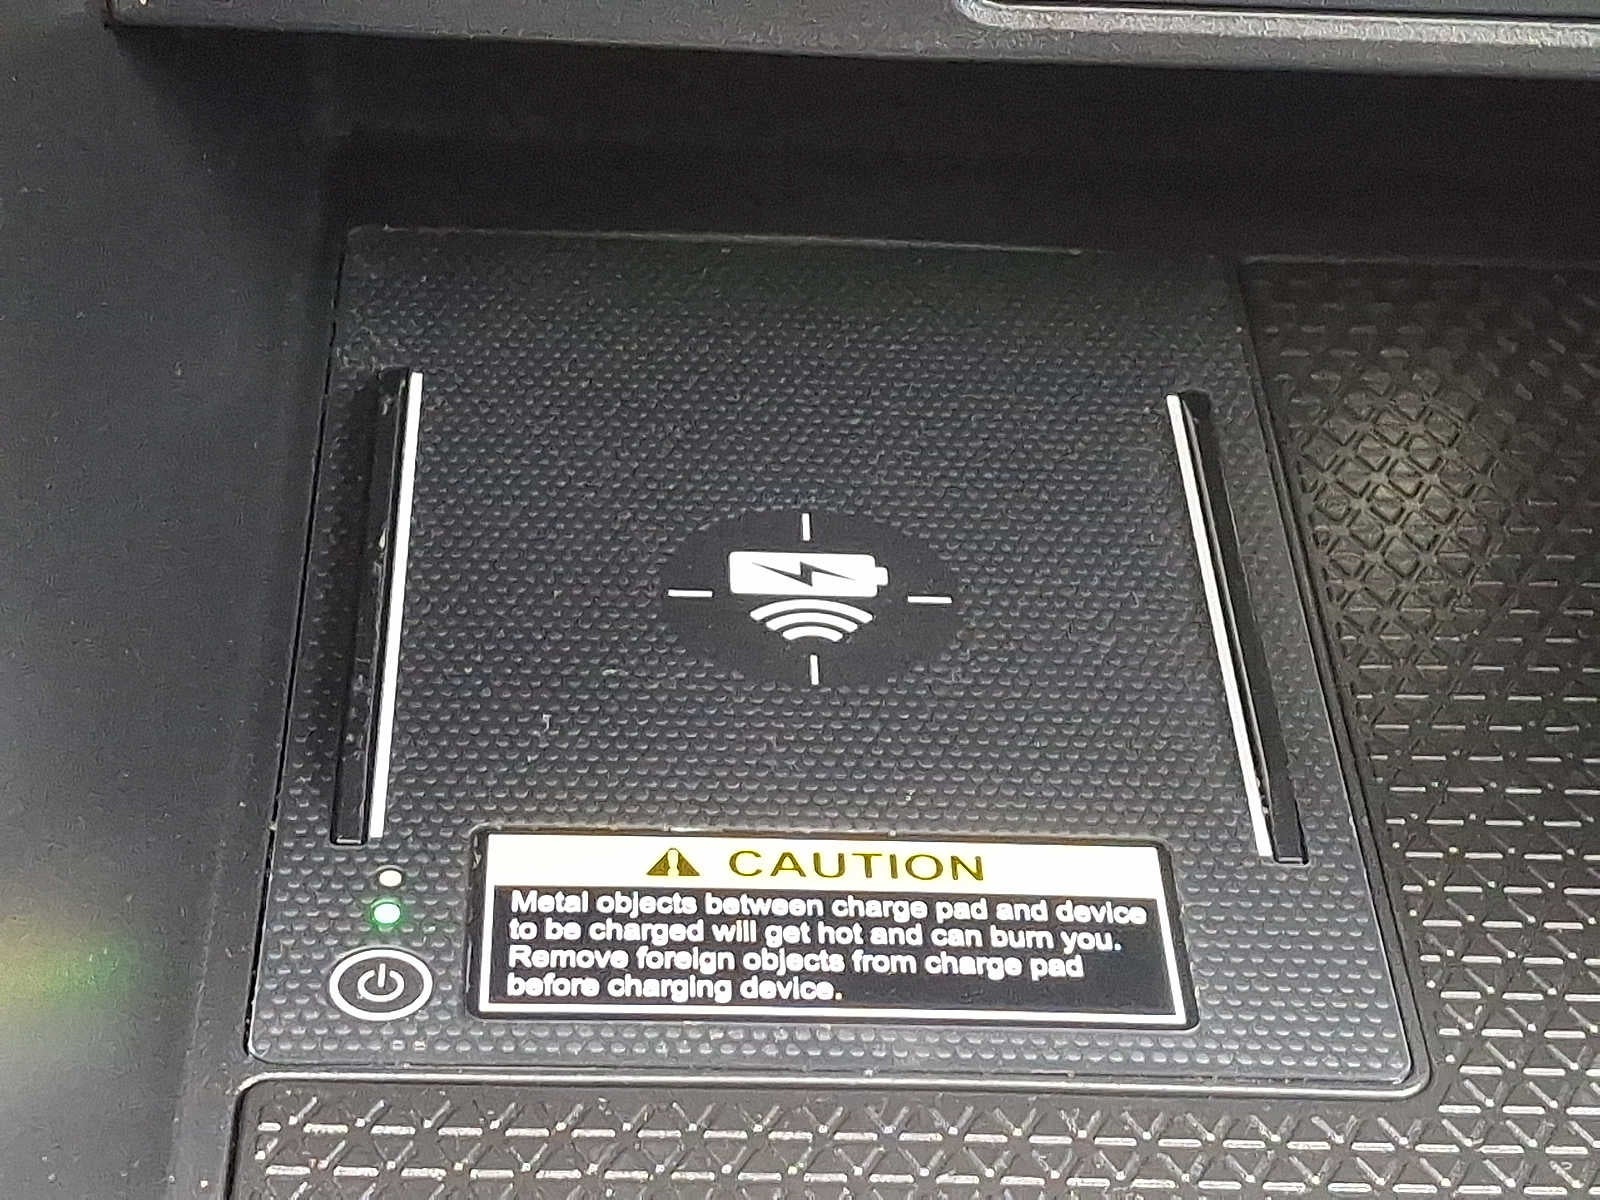 CAUTION
Metal objects between charge pad and device
to be charged will get hot and can burn you.
Remove foreign objects from charge pad
before charging device.